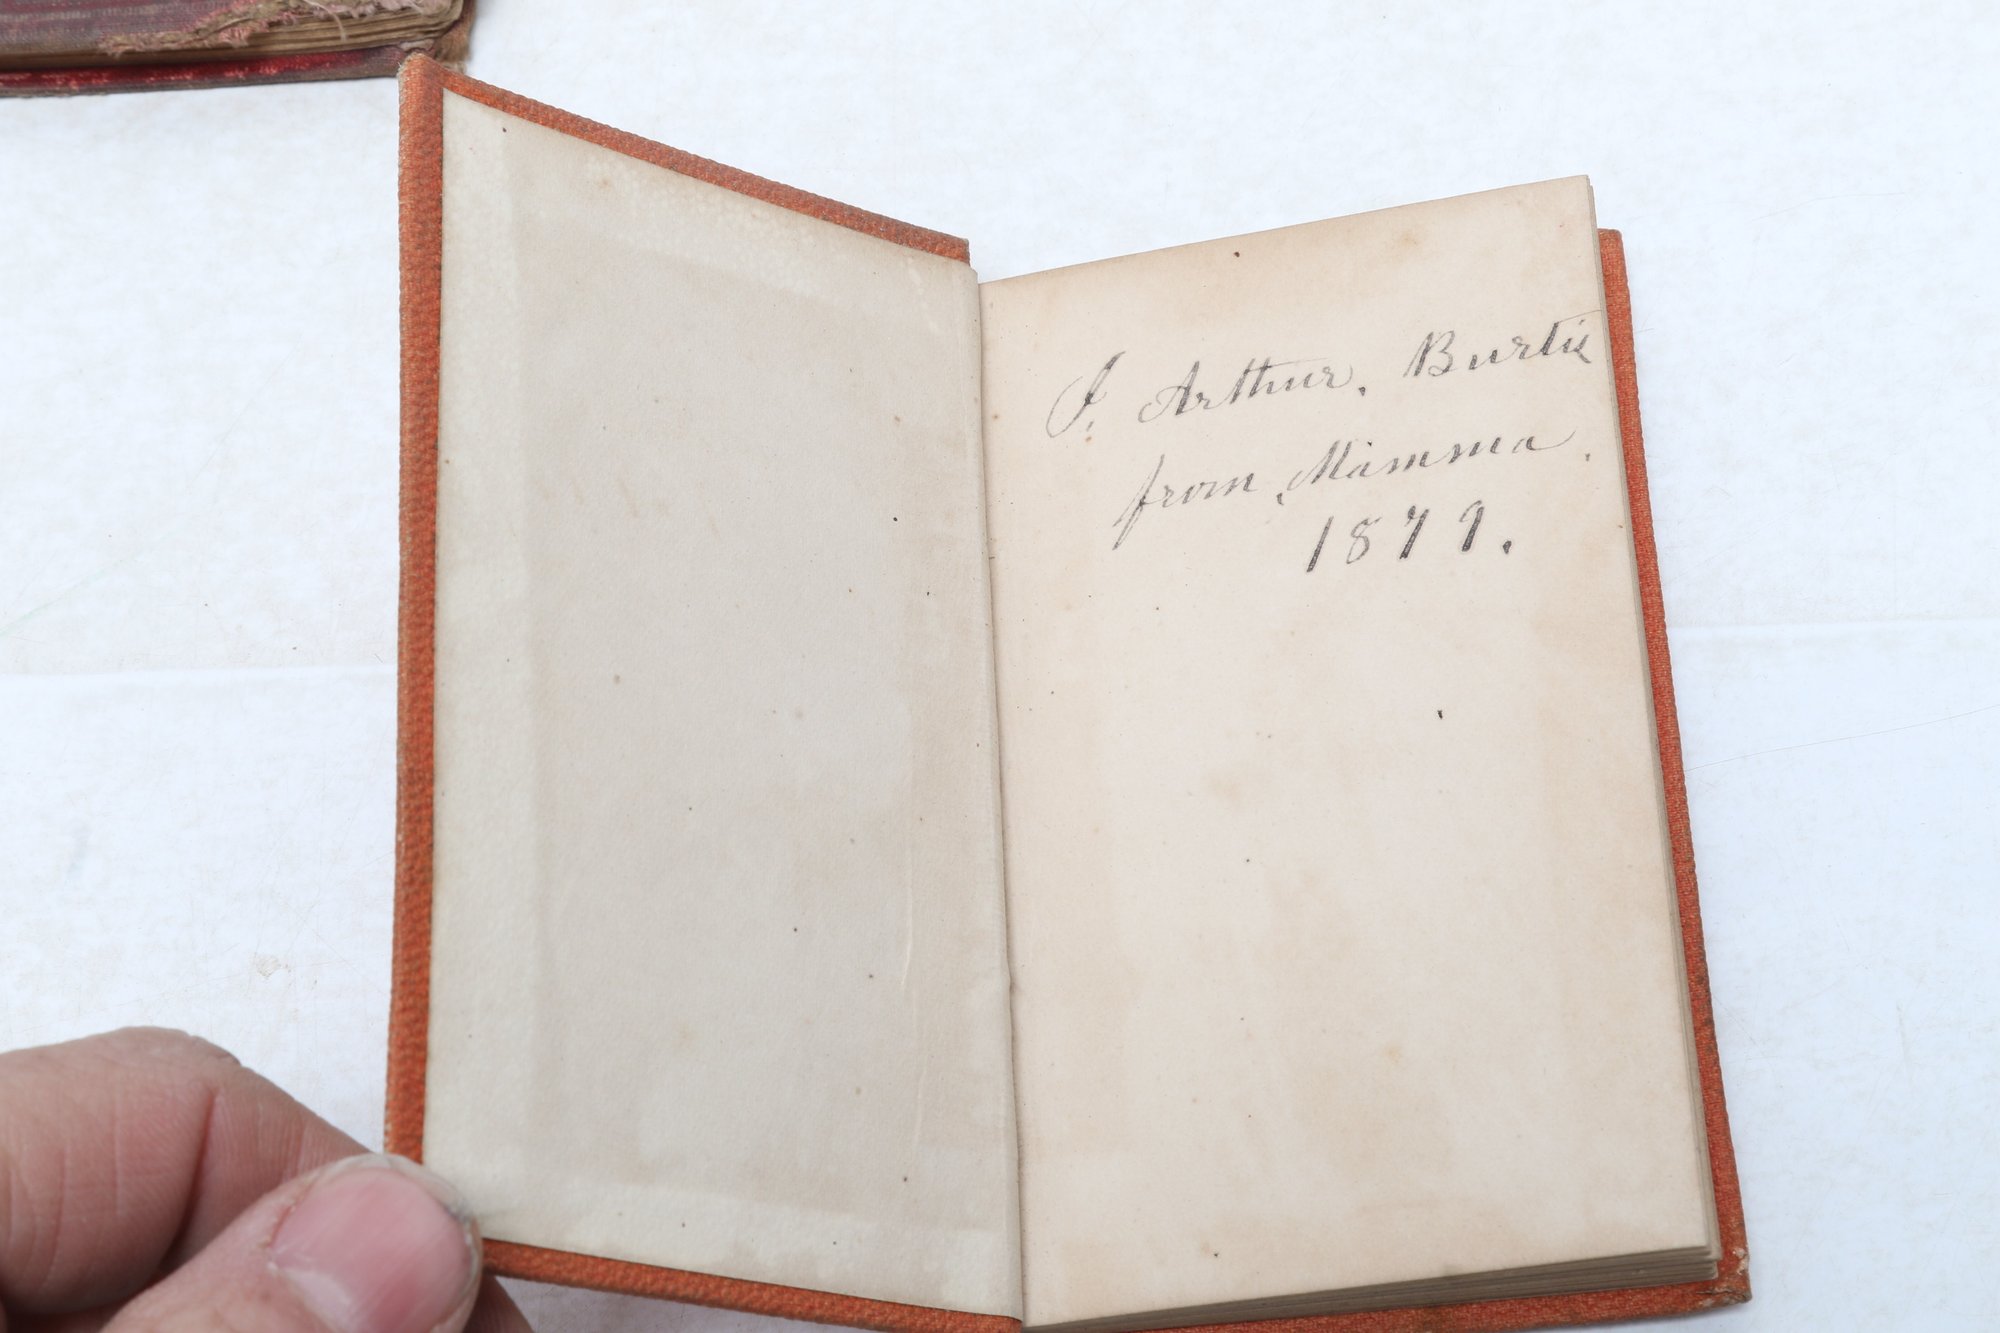 J. Arthur. Burtis
from, Mamma.
1879.